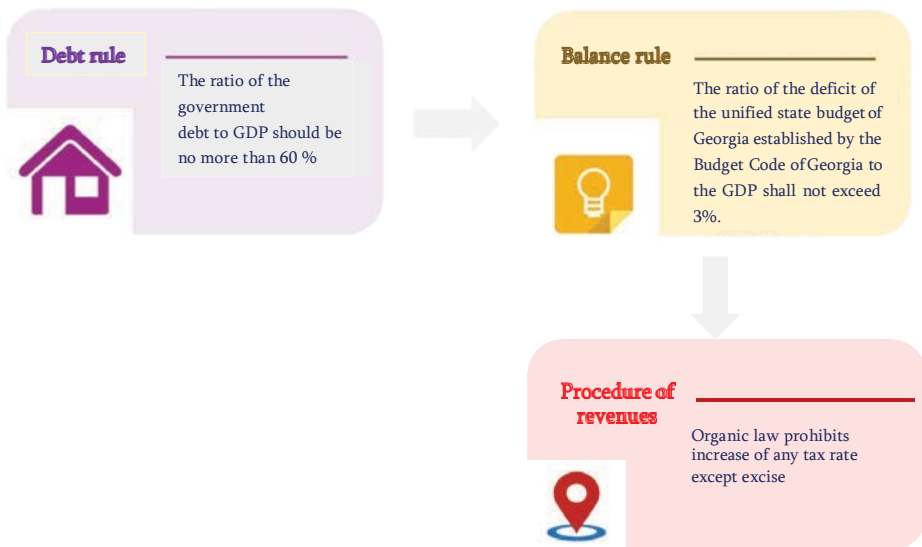 Debt rule
The ratio of the
government
debt to GDP should be
no more than 60 %
Balance rule
The ratio of the deficit of
the unified state budget of
Georgia established by the
Budget Code of Georgia to
the GDP shall not exceed
3%.
Procedure of
revenues
Organic law prohibits
increase of any tax rate
except excise